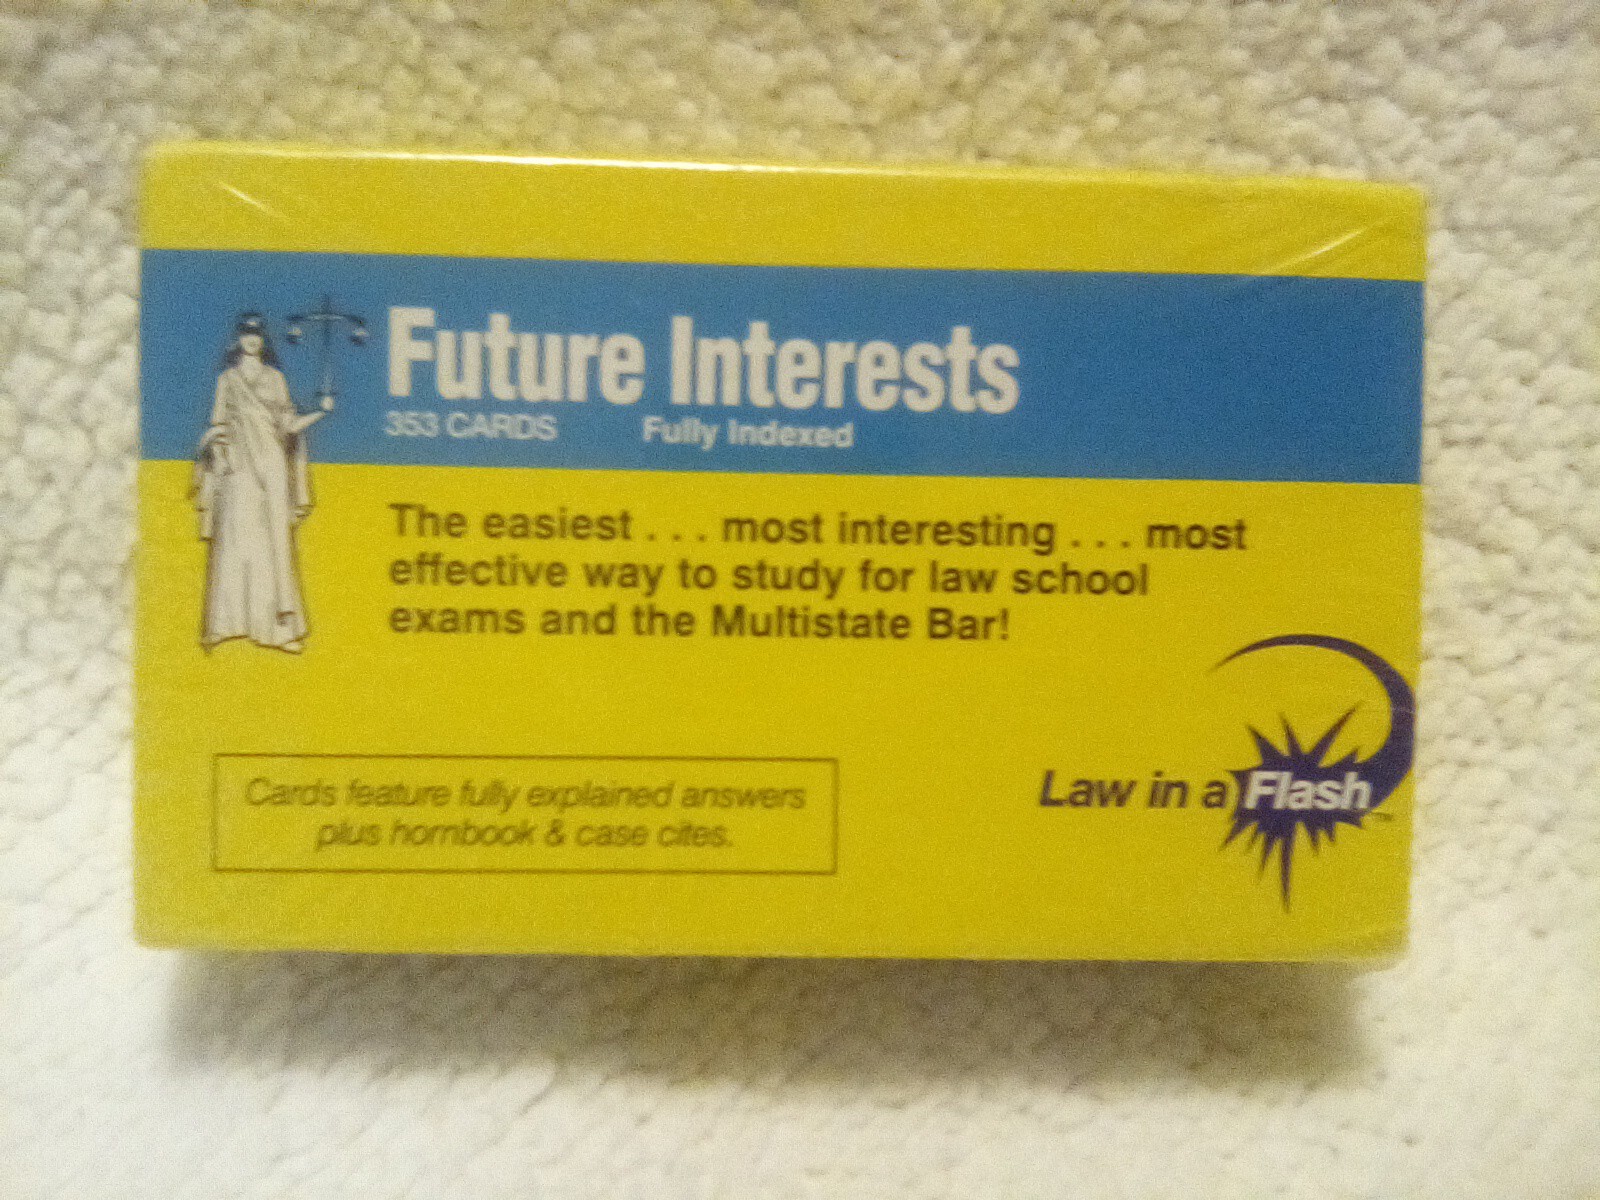 Future Interests
353 CARDS Fully Indexed
The easiest . . . most interesting . . . most
effective way to study for law school
exams and the Multistate Bar!
Cards feature fully explained answers
plus hornbook & case cites.
Law in a Flash™